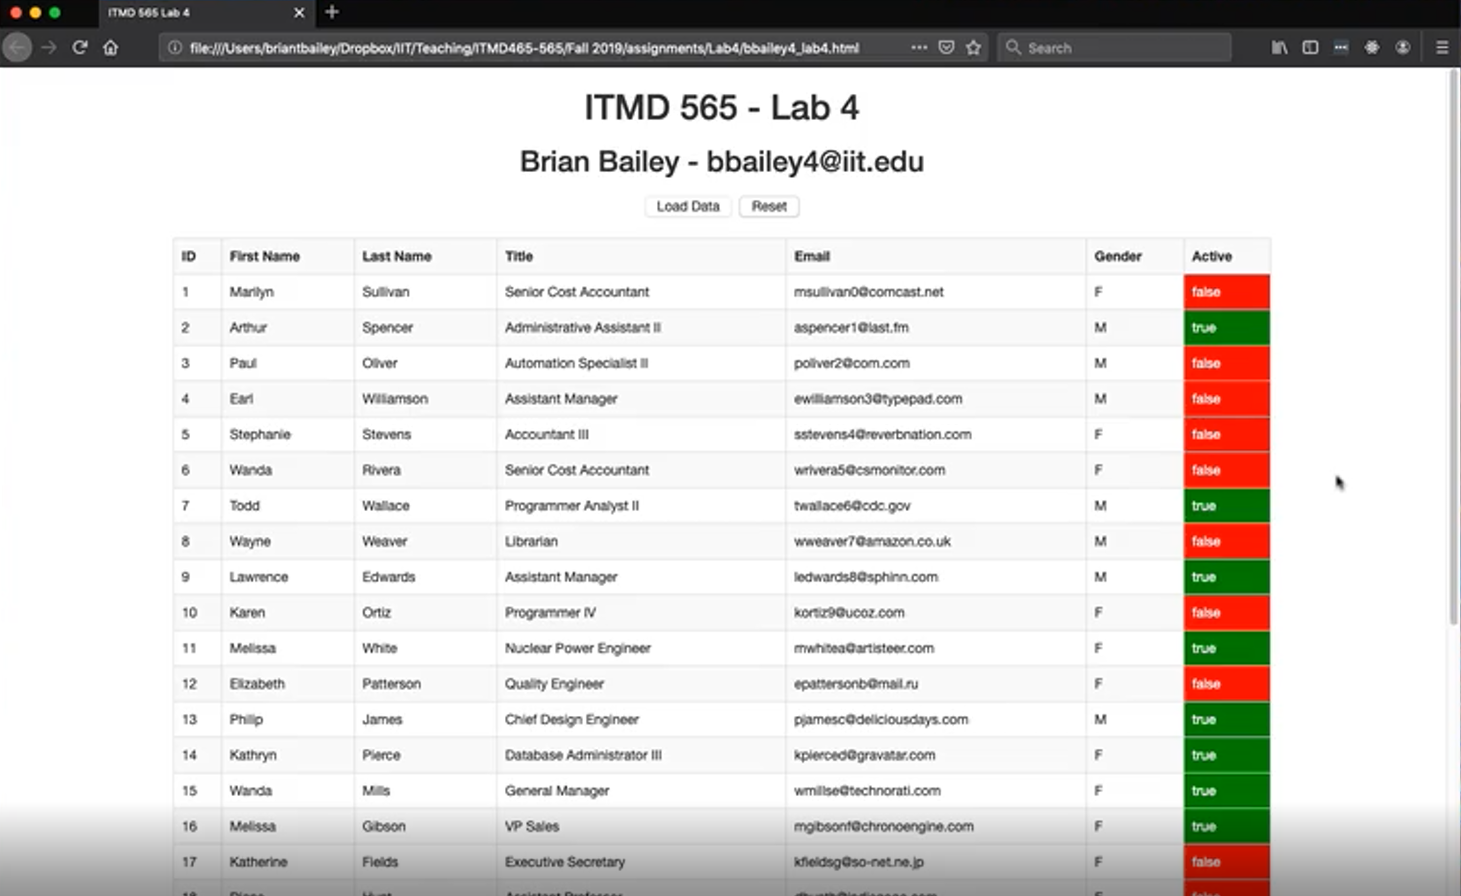 ITMD 565 Lab 4
file:///Users/briantbailey/Dropbox/IIT/Teaching/ITMD465-565/Fall 2019/assignments/Lab4/bbailey4_lab4.html
Search
ITMD 565 - Lab 4
Brian Bailey - bbailey4@iit.edu
Load Data Reset
ID First Name Last Name Title Email Gender Active
1 Marilyn Sullivan Senior Cost Accountant msullivan0@comcast.net F false
2 Arthur Spencer Administrative Assistant II aspencer1@last.fm M true
3 Paul Oliver Automation Specialist II poliver2@com.com M false
4 Earl Williamson Assistant Manager ewilliamson3@typepad.com M false
5 Stephanie Stevens Accountant III sstevens4@reverbnation.com F false
6 Wanda Rivera Senior Cost Accountant wrivera5@csmonitor.com F false
7 Todd Wallace Programmer Analyst II twallace6@cdc.gov M true
8 Wayne Weaver Librarian wweaver7@amazon.co.uk M false
9 Lawrence Edwards Assistant Manager ledwards8@sphinn.com M true
10 Karen Ortiz Programmer IV kortiz9@ucoz.com F false
11 Melissa White Nuclear Power Engineer mwhitea@artisteer.com F true
12 Elizabeth Patterson Quality Engineer epattersonb@mail.ru F false
13 Philip James Chief Design Engineer pjamesc@deliciousdays.com M true
14 Kathryn Pierce Database Administrator III kpierced@gravatar.com F true
15 Wanda Mills General Manager wmillse@technorati.com F true
16 Melissa Gibson VP Sales mgibsonf@chronoengine.com F true
17 Katherine Fields Executive Secretary kfieldsg@so-net.ne.jp F false